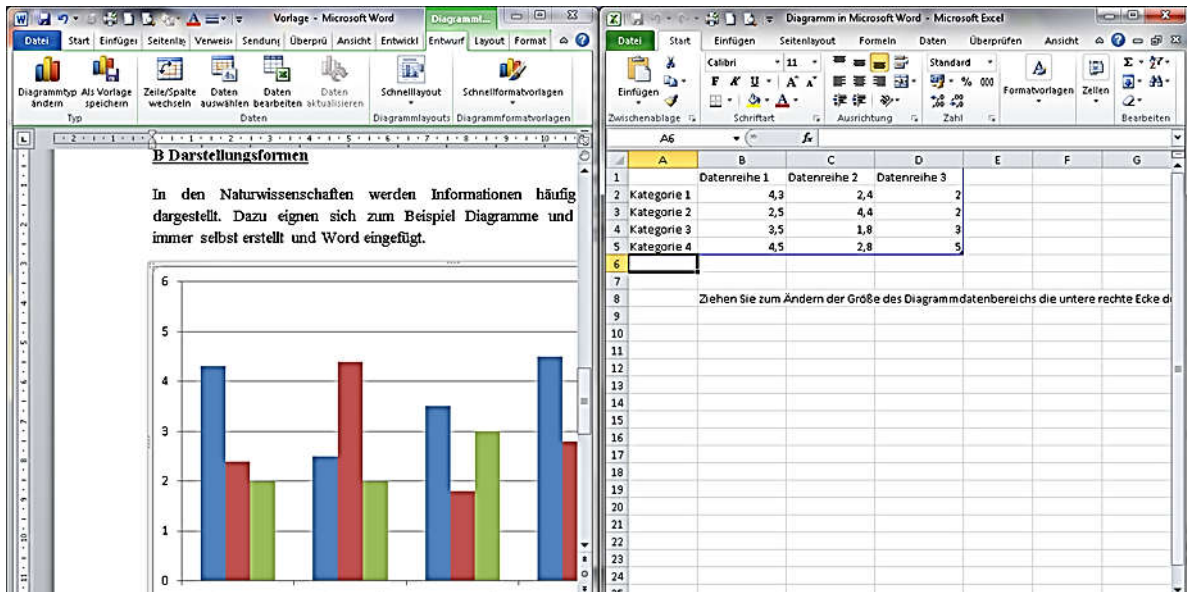 Vorlage - Microsoft Word
Diagramml...
Datei Start Einfüger Seitenla Verweis Sendung Überprü Ansicht Entwickl Entwurf Layout Format
Diagrammtyp ändern
Als Vorlage speichern
Zeile/Spalte wechseln
Daten auswählen
Daten bearbeiten
Daten aktualisieren
Schnelllayout
Schnellformatvorlagen
Typ Daten Diagrammlayouts Diagrammformatvorlagen
B Darstellungsformen
In den Naturwissenschaften werden Informationen häufig
dargestellt. Dazu eignen sich zum Beispiel Diagramme und
immer selbst erstellt und Word eingefügt.
6
5
4
3
2
1
0
Diagramm in Microsoft Word - Microsoft Excel
Datei Start Einfügen Seitenlayout Formeln Daten Überprüfen Ansicht
Einfügen
Calibri 11
F K U
Standard
% 000
Formatvorlagen
Zellen
Zwischenablage Schriftart Ausrichtung Zahl Bearbeiten
A6 fx
A B C D E F G
1 Datenreihe 1 Datenreihe 2 Datenreihe 3
2 Kategorie 1 4,3 2,4 2
3 Kategorie 2 2,5 4,4 2
4 Kategorie 3 3,5 1,8 3
5 Kategorie 4 4,5 2,8 5
6
7
8 Ziehen Sie zum Ändern der Größe des Diagrammdatenbereichs die untere rechte Ecke d
9
10
11
12
13
14
15
16
17
18
19
20
21
22
23
24